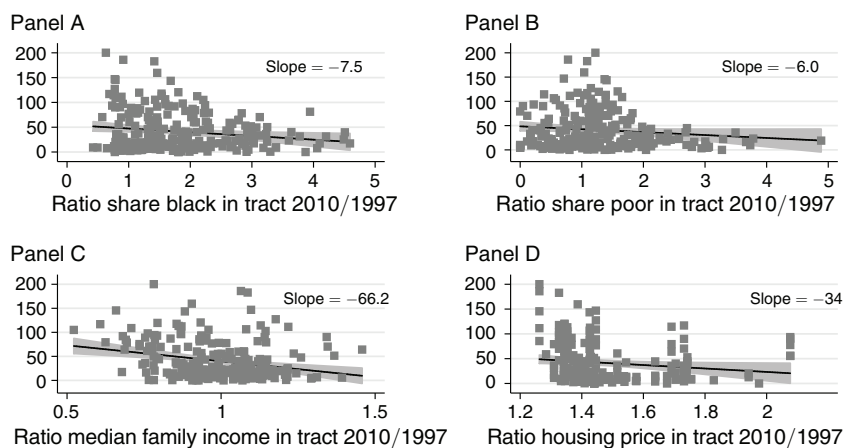 Panel A
200
150
100
50
0
Slope = −7.5
0 1 2 3 4 5
Ratio share black in tract 2010/1997
Panel B
200
150
100
50
0
Slope = −6.0
0 1 2 3 4 5
Ratio share poor in tract 2010/1997
Panel C
200
150
100
50
0
Slope = −66.2
0.5 1 1.5
Ratio median family income in tract 2010/1997
Panel D
200
150
100
50
0
Slope = −34
1.2 1.4 1.6 1.8 2
Ratio housing price in tract 2010/1997